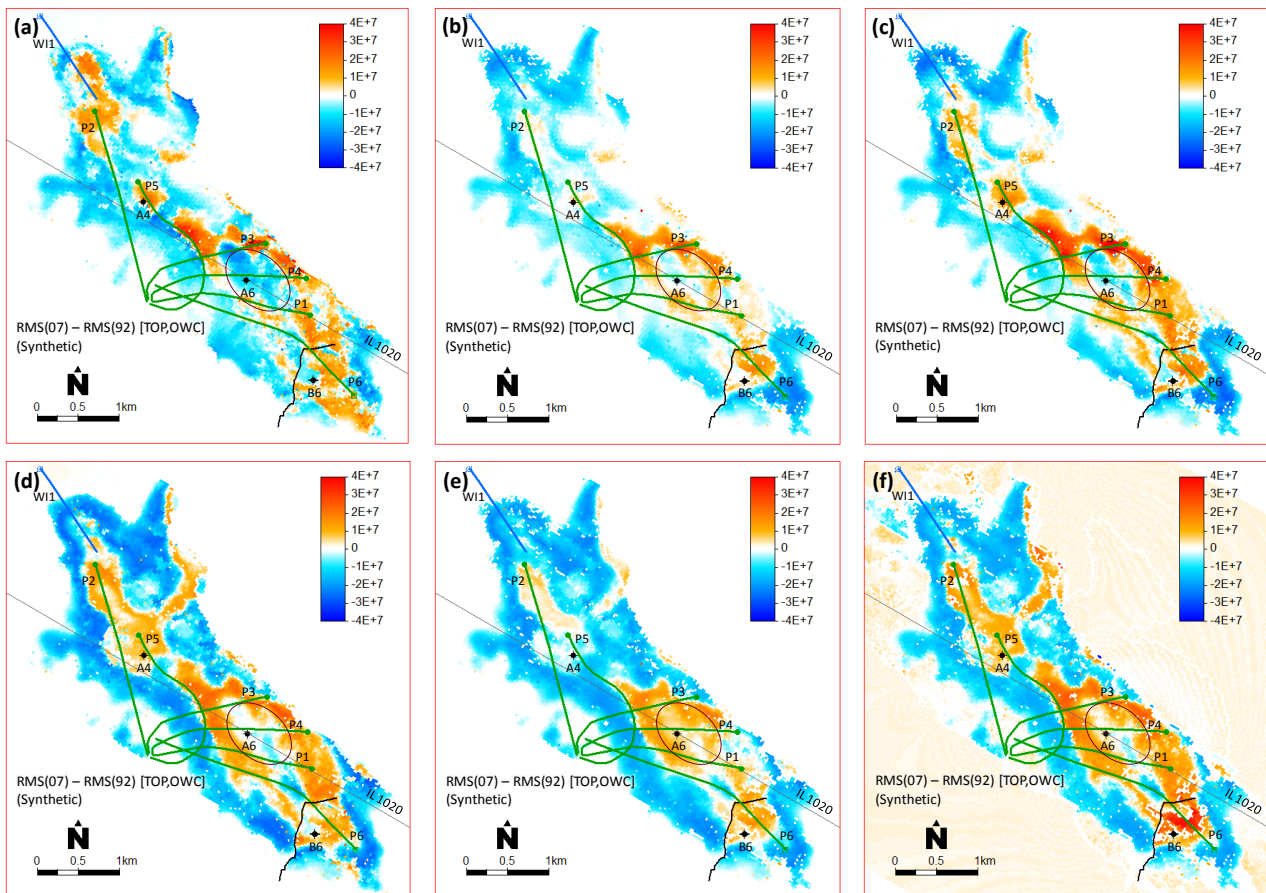 (a)
4E+7
3E+7
2E+7
1E+7
0
-1E+7
-2E+7
-3E+7
-4E+7
WI1
P2
P5
A4
P3
P4
A6
P1
IL1020
P6
B6
RMS(07) – RMS(92) [TOP,OWC]
(Synthetic)
N
0 0.5 1km
(b)
4E+7
3E+7
2E+7
1E+7
0
-1E+7
-2E+7
-3E+7
-4E+7
WI1
P2
P5
A4
P3
P4
A6
P1
IL1020
P6
B6
RMS(07) – RMS(92) [TOP,OWC]
(Synthetic)
N
0 0.5 1km
(c)
4E+7
3E+7
2E+7
1E+7
0
-1E+7
-2E+7
-3E+7
-4E+7
WI1
P2
P5
A4
P3
P4
A6
P1
IL1020
P6
B6
RMS(07) – RMS(92) [TOP,OWC]
(Synthetic)
N
0 0.5 1km
(d)
4E+7
3E+7
2E+7
1E+7
0
-1E+7
-2E+7
-3E+7
-4E+7
WI1
P2
P5
A4
P3
P4
A6
P1
IL1020
P6
B6
RMS(07) – RMS(92) [TOP,OWC]
(Synthetic)
N
0 0.5 1km
(e)
4E+7
3E+7
2E+7
1E+7
0
-1E+7
-2E+7
-3E+7
-4E+7
WI1
P2
P5
A4
P3
P4
A6
P1
IL1020
P6
B6
RMS(07) – RMS(92) [TOP,OWC]
(Synthetic)
N
0 0.5 1km
(f)
4E+7
3E+7
2E+7
1E+7
0
-1E+7
-2E+7
-3E+7
-4E+7
WI1
P2
P5
A4
P3
P4
A6
P1
IL1020
P6
B6
RMS(07) – RMS(92) [TOP,OWC]
(Synthetic)
N
0 0.5 1km